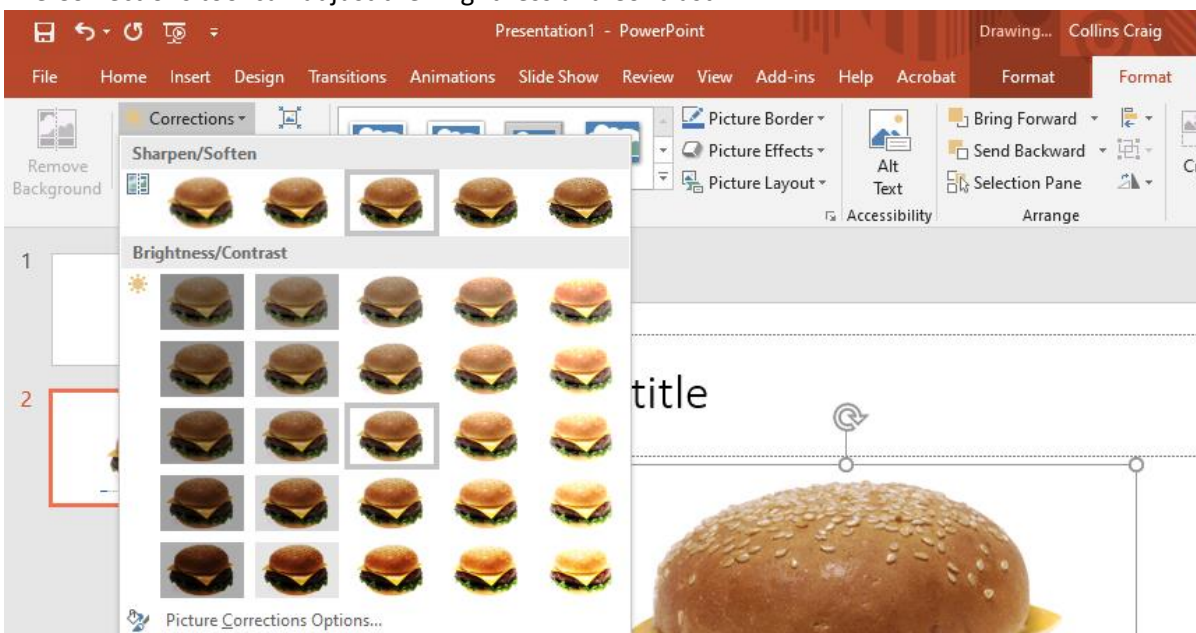 Presentation1 - PowerPoint
Drawing... Collins Craig
File Home Insert Design Transitions Animations Slide Show Review View Add-ins Help Acrobat Format Format
Corrections
Remove
Background
Picture Border
Picture Effects
Picture Layout
Alt
Text
Accessibility
Bring Forward
Send Backward
Selection Pane
Arrange
Sharpen/Soften
Brightness/Contrast
Picture Corrections Options...
1
2
title